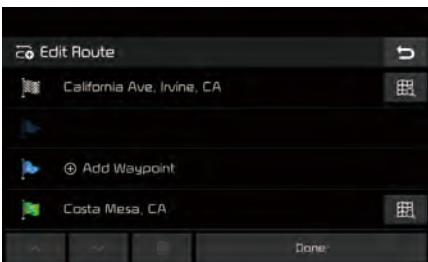 Edit Route
California Ave, Irvine, CA
Add Waypoint
Costa Mesa, CA
Done